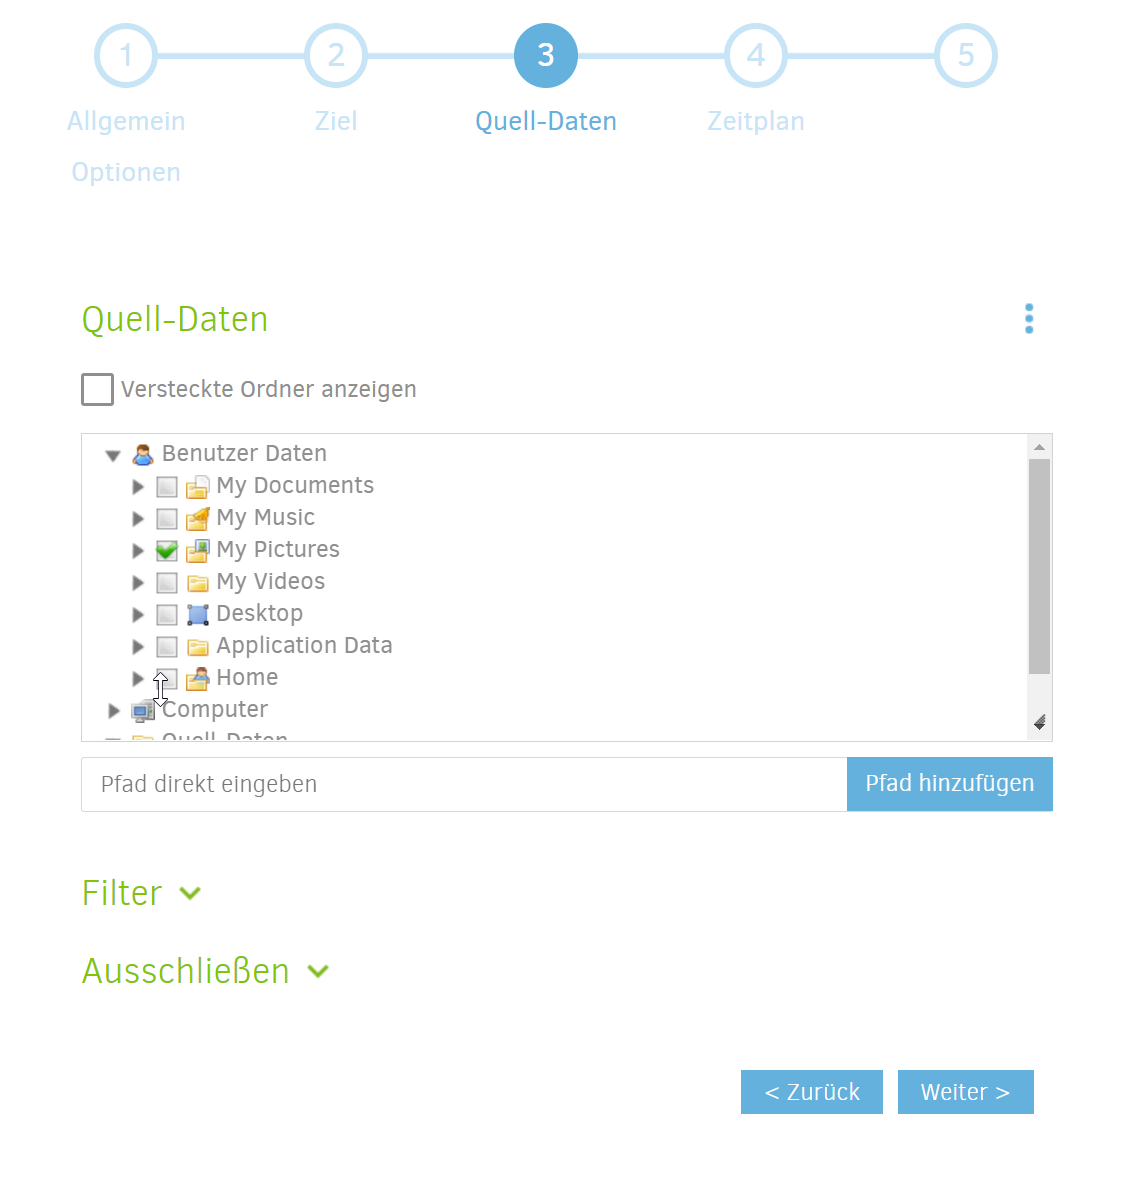 1 2 3 4 5
Allgemein Ziel Quell-Daten Zeitplan
Optionen
Quell-Daten
Versteckte Ordner anzeigen
Benutzer Daten
My Documents
My Music
My Pictures
My Videos
Desktop
Application Data
Home
Computer
Quell-Daten
Pfad direkt eingeben Pfad hinzufügen
Filter
Ausschließen
< Zurück Weiter >